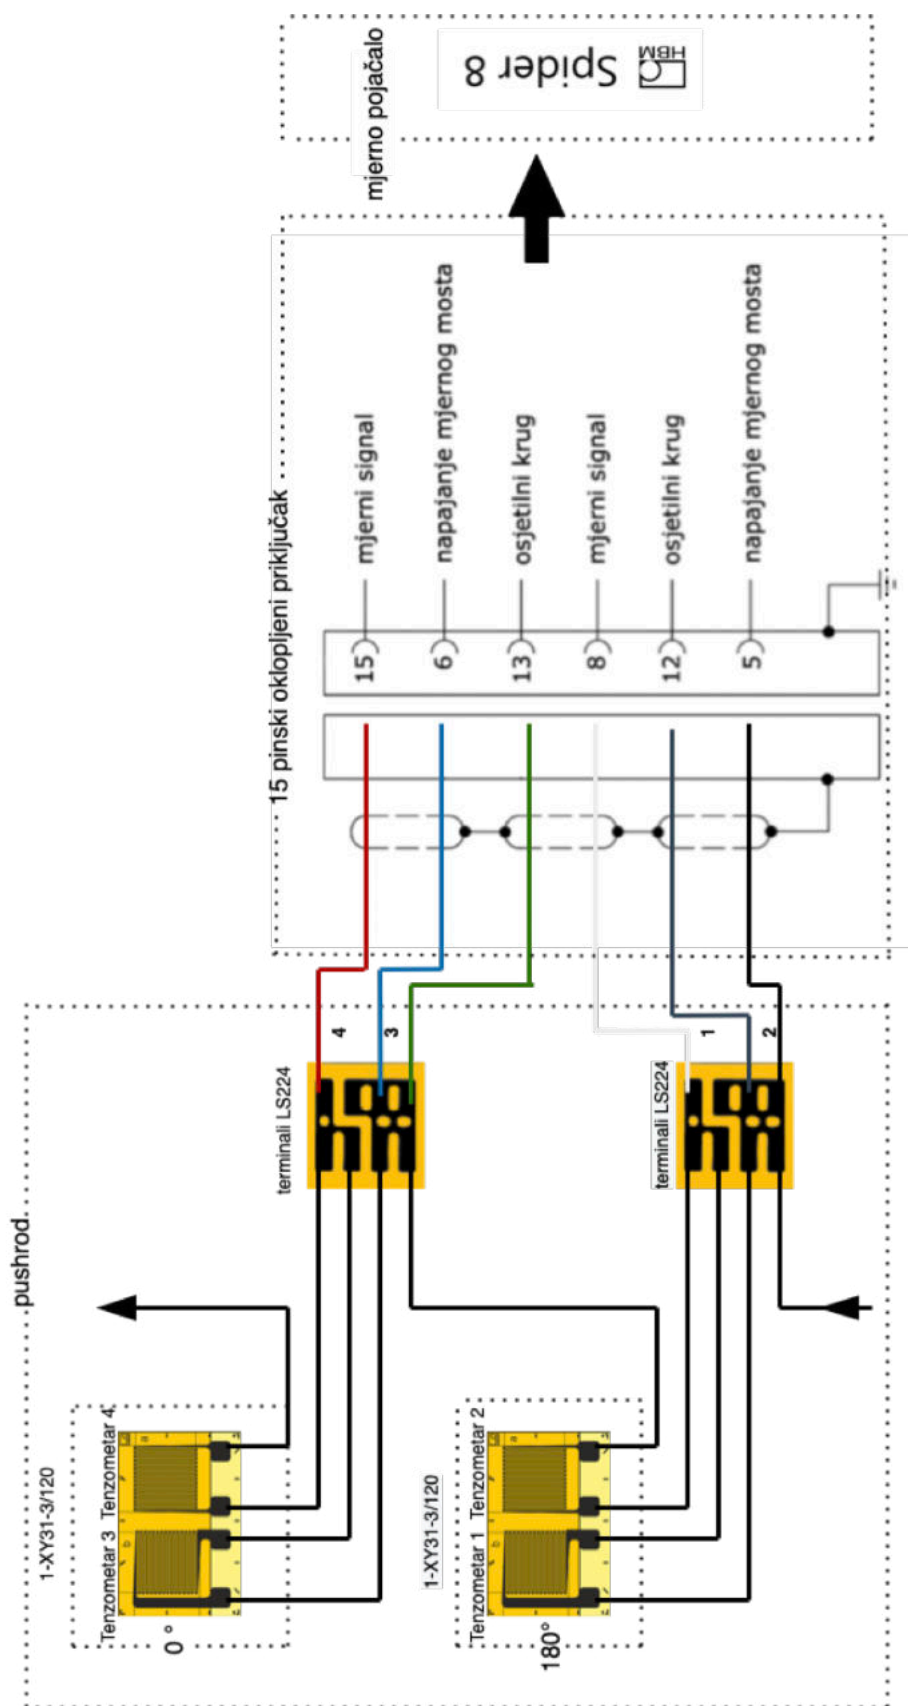 mjerno pojačalo
Spider 8
HBM
15 pinski oklopljeni priključak
15
mjerni signal
6
napajanje mjernog mosta
13
osjetilni krug
8
mjerni signal
12
osjetilni krug
5
napajanje mjernog mosta
pushrod
terminali LS224
4
3
terminali LS224
1
2
1-XY31-3/120
Tenzometar 3
Tenzometar 4
0°
1-XY31-3/120
Tenzometar 1
Tenzometar 2
180°
a
b
a
b